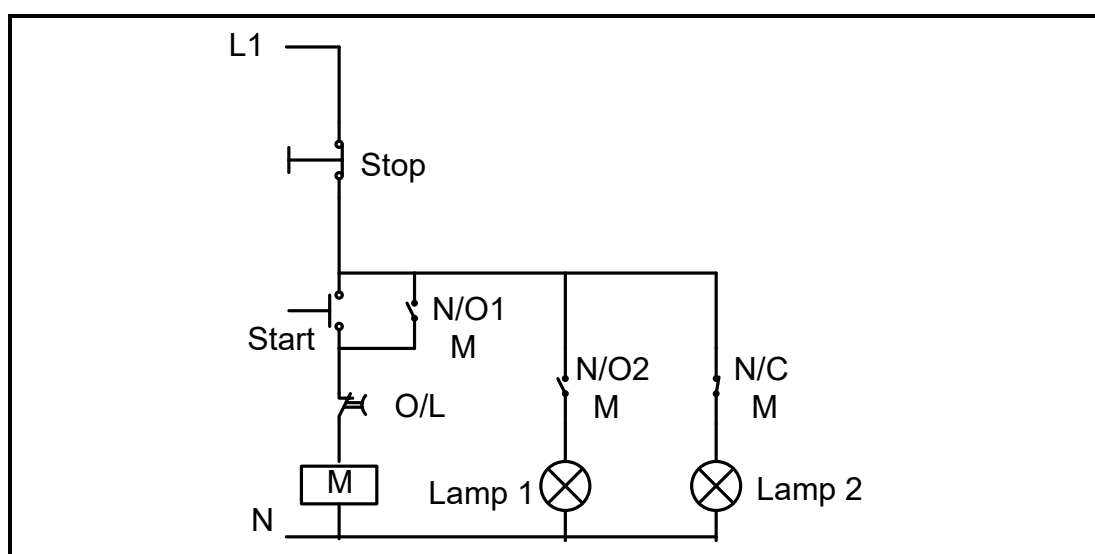 L1
Stop
Start
N/O1
M
N/O2
M
N/C
M
O/L
M
Lamp 1
Lamp 2
N